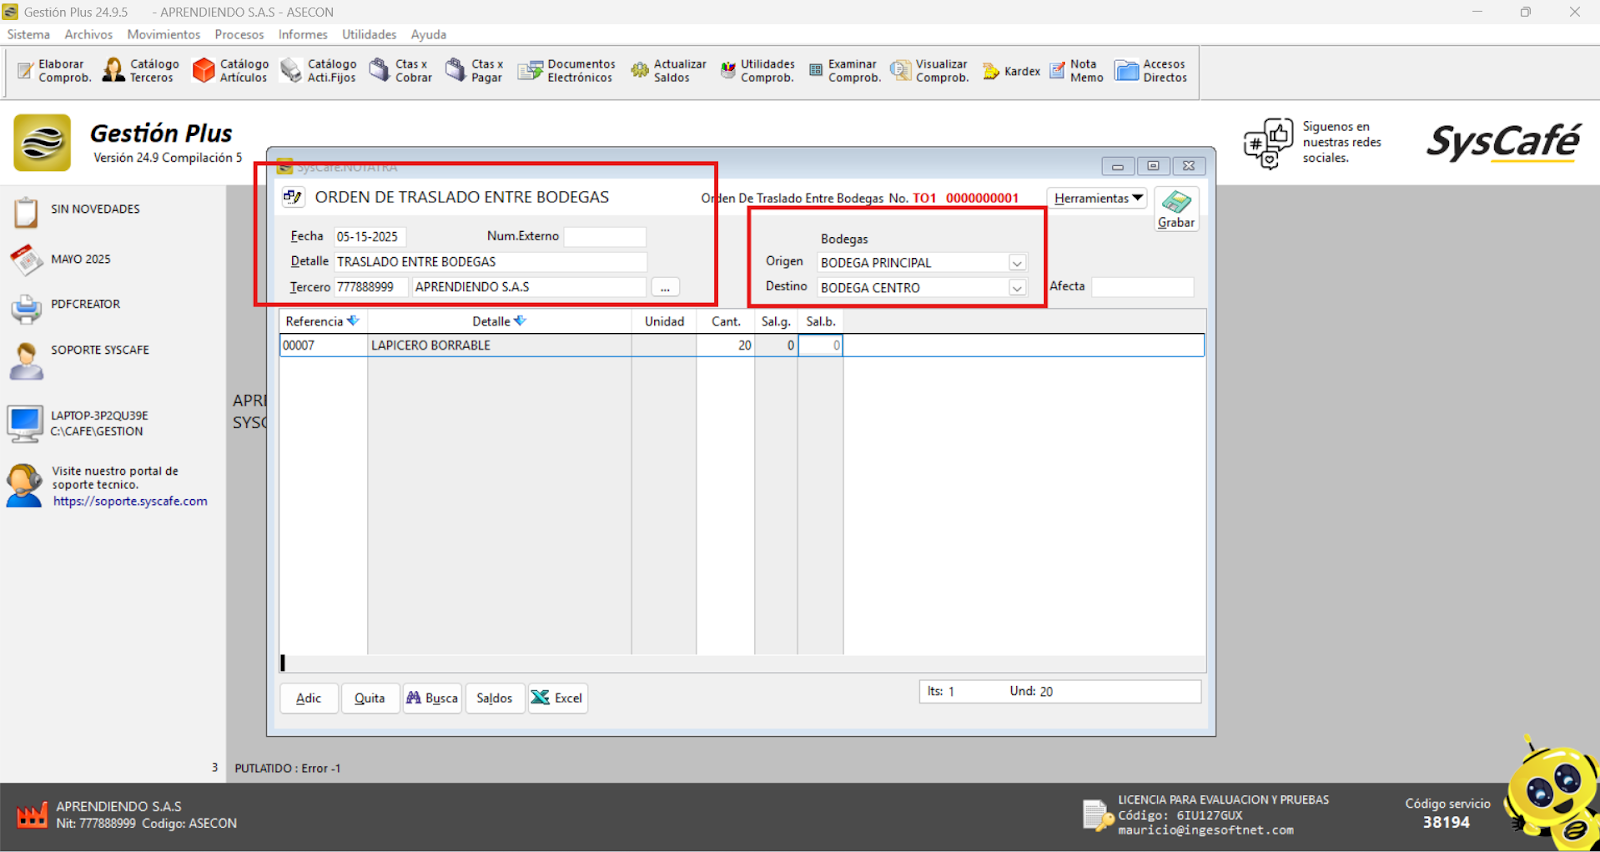 Gestión Plus 24.9.5 - APRENDIENDO S.A.S - ASECON
Sistema Archivos Movimientos Procesos Informes Utilidades Ayuda
Elaborar Comprob.
Catálogo Terceros
Catálogo Artículos
Catálogo Acti.Fijos
Ctas x Cobrar
Ctas x Pagar
Documentos Electrónicos
Actualizar Saldos
Utilidades Comprob.
Examinar Comprob.
Visualizar Comprob.
Kardex
Nota Memo
Accesos Directos
Gestión Plus
Versión 24.9 Compilación 5
Siguenos en
nuestras redes
sociales.
SysCafé
SIN NOVEDADES
MAYO 2025
PDFCREATOR
SOPORTE SYSCAFE
LAPTOP-3P2QU39E
C:\CAFE\GESTION
Visite nuestro portal de
soporte tecnico.
https://soporte.syscafe.com
SysCafe.NOTATRA
ORDEN DE TRASLADO ENTRE BODEGAS
Orden De Traslado Entre Bodegas No. TO1 0000000001
Herramientas
Grabar
Fecha 05-15-2025 Num.Externo
Detalle TRASLADO ENTRE BODEGAS
Tercero 777888999 APRENDIENDO S.A.S ...
Bodegas
Origen BODEGA PRINCIPAL
Destino BODEGA CENTRO
Afecta
Referencia Detalle Unidad Cant. Sal.g. Sal.b.
00007 LAPICERO BORRABLE 20 0 0
Adic Quita Busca Saldos Excel
Its: 1 Und: 20
3 PUTLATIDO : Error -1
APRENDIENDO S.A.S
Nit: 777888999 Codigo: ASECON
LICENCIA PARA EVALUACION Y PRUEBAS
Código: 6IU127GUX
mauricio@ingesoftnet.com
Código servicio
38194